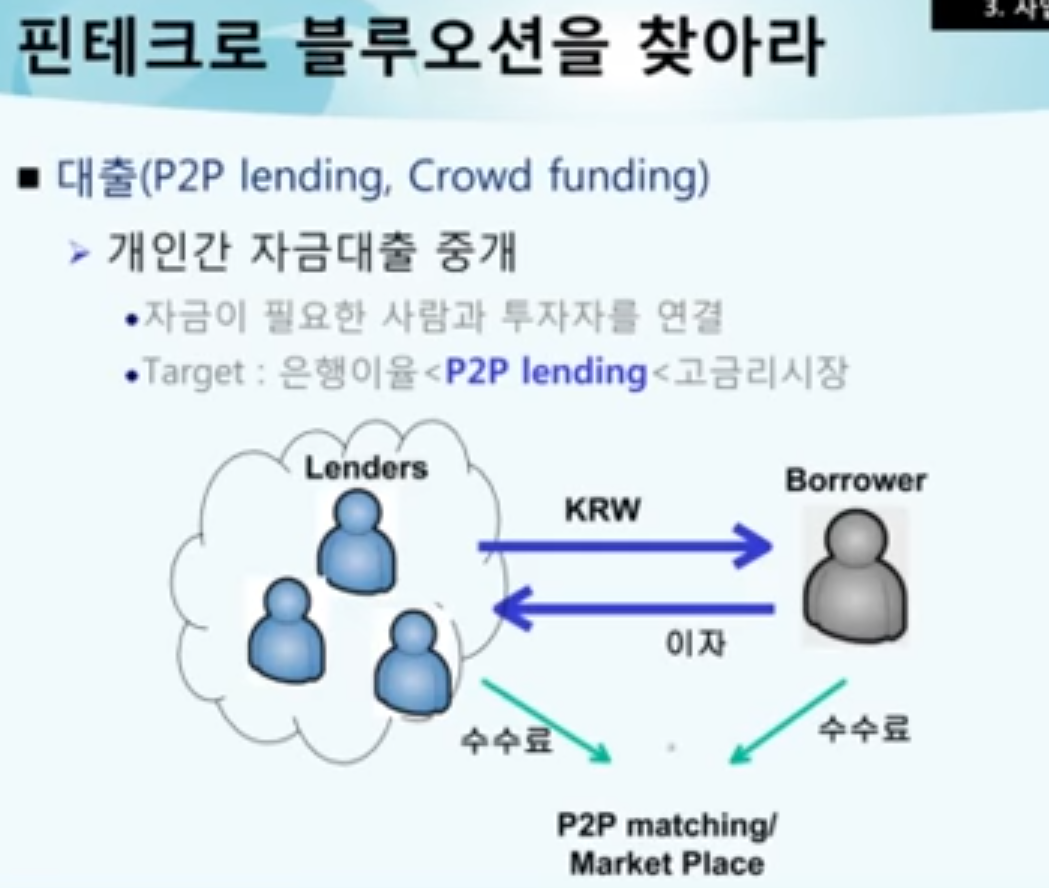 3.
핀테크로 블루오션을 찾아라
■ 대출(P2P lending, Crowd funding)
➢ 개인간 자금대출 중개
•자금이 필요한 사람과 투자자를 연결
•Target : 은행이율<P2P lending<고금리시장
Lenders
Borrower
KRW
이자
수수료
수수료
P2P matching/
Market Place